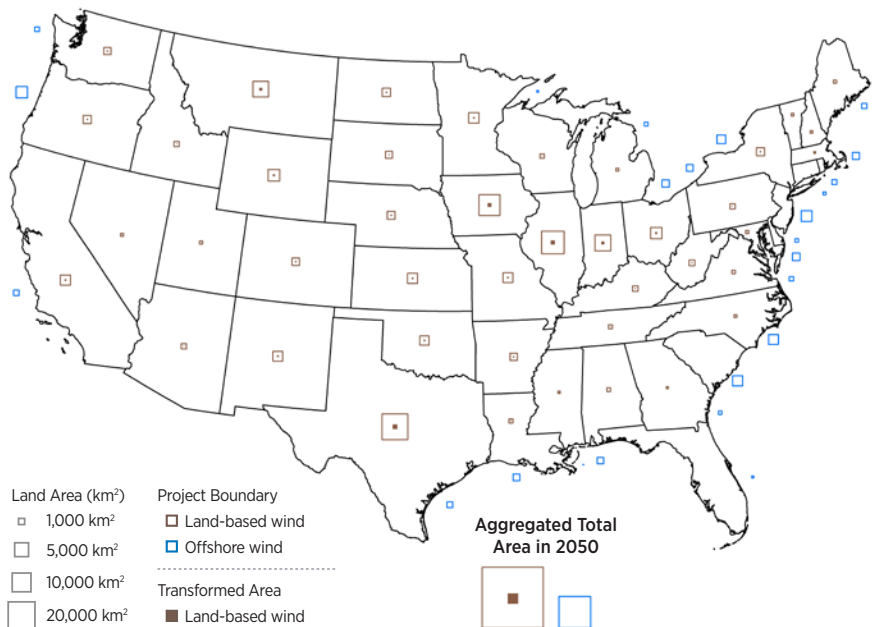 Land Area (km²)
1,000 km²
5,000 km²
10,000 km²
20,000 km²
Project Boundary
Land-based wind
Offshore wind
Transformed Area
Land-based wind
Aggregated Total
Area in 2050